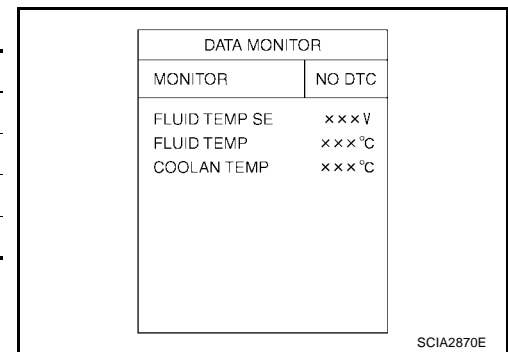 DATA MONITOR
MONITOR NO DTC
FLUID TEMP SE ×××V
FLUID TEMP ×××°C
COOLAN TEMP ×××°C
SCIA2870E